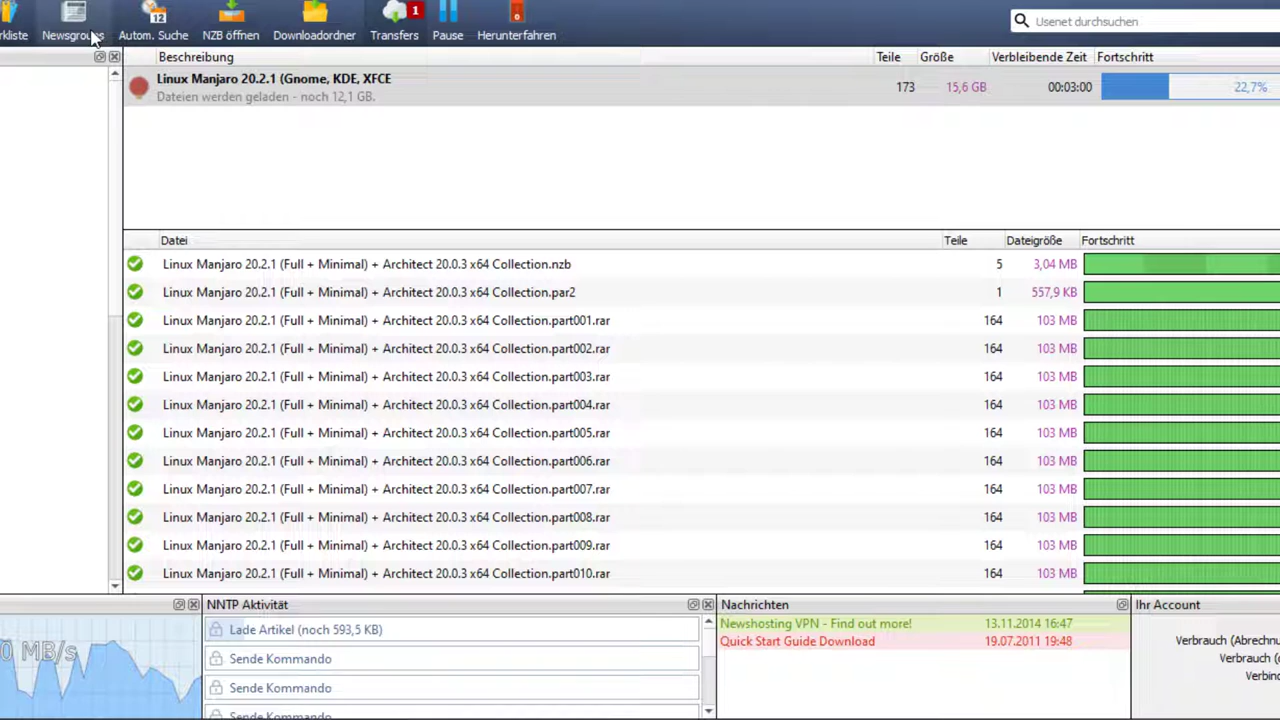 rkliste Newsgroups Autom. Suche NZB öffnen Downloadordner Transfers Pause Herunterfahren
12
1
Usenet durchsuchen
Beschreibung Teile Größe Verbleibende Zeit Fortschritt
Linux Manjaro 20.2.1 (Gnome, KDE, XFCE
Dateien werden geladen - noch 12,1 GB.
173 15,6 GB 00:03:00 22,7%
Datei Teile Dateigröße Fortschritt
Linux Manjaro 20.2.1 (Full + Minimal) + Architect 20.0.3 x64 Collection.nzb 5 3,04 MB
Linux Manjaro 20.2.1 (Full + Minimal) + Architect 20.0.3 x64 Collection.par2 1 557,9 KB
Linux Manjaro 20.2.1 (Full + Minimal) + Architect 20.0.3 x64 Collection.part001.rar 164 103 MB
Linux Manjaro 20.2.1 (Full + Minimal) + Architect 20.0.3 x64 Collection.part002.rar 164 103 MB
Linux Manjaro 20.2.1 (Full + Minimal) + Architect 20.0.3 x64 Collection.part003.rar 164 103 MB
Linux Manjaro 20.2.1 (Full + Minimal) + Architect 20.0.3 x64 Collection.part004.rar 164 103 MB
Linux Manjaro 20.2.1 (Full + Minimal) + Architect 20.0.3 x64 Collection.part005.rar 164 103 MB
Linux Manjaro 20.2.1 (Full + Minimal) + Architect 20.0.3 x64 Collection.part006.rar 164 103 MB
Linux Manjaro 20.2.1 (Full + Minimal) + Architect 20.0.3 x64 Collection.part007.rar 164 103 MB
Linux Manjaro 20.2.1 (Full + Minimal) + Architect 20.0.3 x64 Collection.part008.rar 164 103 MB
Linux Manjaro 20.2.1 (Full + Minimal) + Architect 20.0.3 x64 Collection.part009.rar 164 103 MB
Linux Manjaro 20.2.1 (Full + Minimal) + Architect 20.0.3 x64 Collection.part010.rar 164 103 MB
0 MB/s
NNTP Aktivität
Lade Artikel (noch 593,5 KB)
Sende Kommando
Sende Kommando
Sende Kommando
Nachrichten
Newshosting VPN - Find out more! 13.11.2014 16:47
Quick Start Guide Download 19.07.2011 19:48
Ihr Account
Verbrauch (Abrechnu
Verbrauch (
Verbind